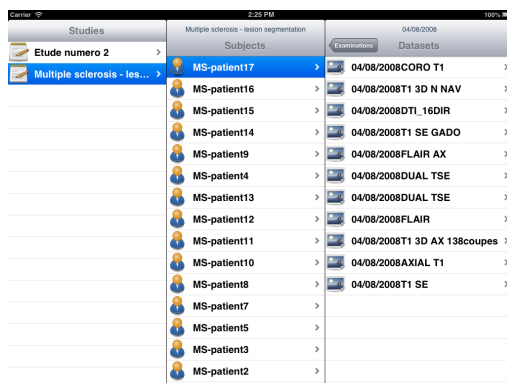 Carrier 2:25 PM 100%
Studies
Etude numero 2
Multiple sclerosis - les...
Multiple sclerosis - lesion segmentation
Subjects
MS-patient17
MS-patient16
MS-patient15
MS-patient14
MS-patient9
MS-patient4
MS-patient13
MS-patient12
MS-patient11
MS-patient10
MS-patient8
MS-patient7
MS-patient5
MS-patient3
MS-patient2
04/08/2008
Examinations Datasets
04/08/2008CORO T1
04/08/2008T1 3D N NAV
04/08/2008DTI_16DIR
04/08/2008T1 SE GADO
04/08/2008FLAIR AX
04/08/2008DUAL TSE
04/08/2008DUAL TSE
04/08/2008FLAIR
04/08/2008T1 3D AX 138coupes
04/08/2008AXIAL T1
04/08/2008T1 SE